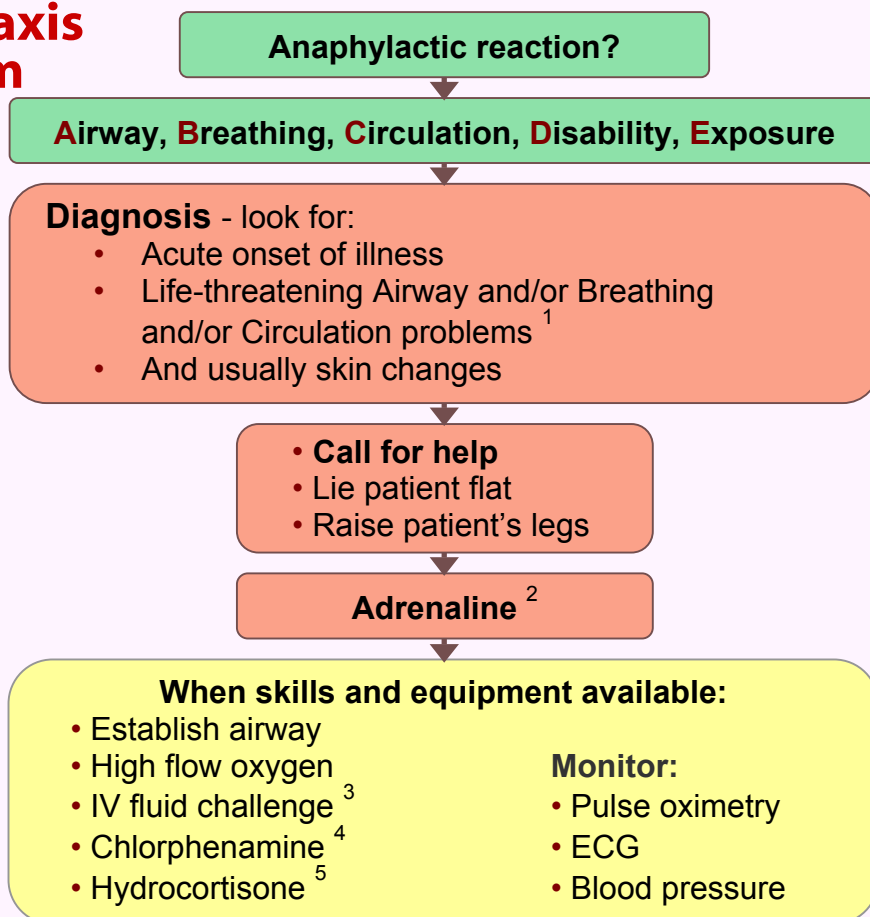 axis
m
Anaphylactic reaction?
Airway, Breathing, Circulation, Disability, Exposure
Diagnosis - look for:
• Acute onset of illness
• Life-threatening Airway and/or Breathing
and/or Circulation problems 1
• And usually skin changes
• Call for help
• Lie patient flat
• Raise patient's legs
Adrenaline 2
When skills and equipment available:
• Establish airway
• High flow oxygen
• IV fluid challenge 3
• Chlorphenamine 4
• Hydrocortisone 5
Monitor:
• Pulse oximetry
• ECG
• Blood pressure